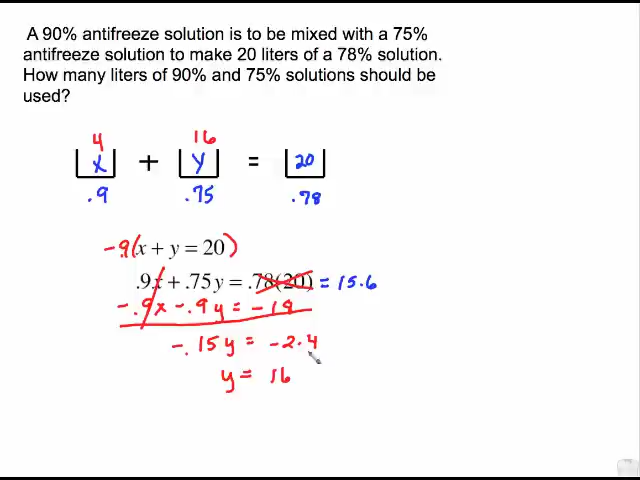 A 90% antifreeze solution is to be mixed with a 75%
antifreeze solution to make 20 liters of a 78% solution.
How many liters of 90% and 75% solutions should be
used?
4 16
x + y = 20
.9 .75 .78
-.9(x + y = 20)
.9x + .75y = .78(20) = 15.6
-.9x -.9y = -18
-.15y = -2.4
y = 16